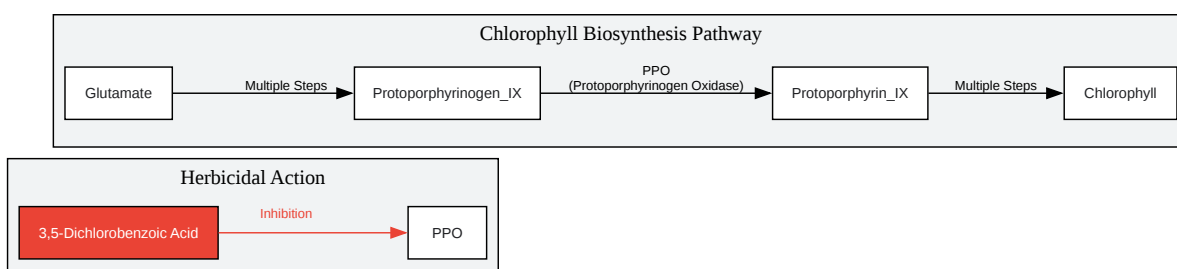 Chlorophyll Biosynthesis Pathway
Glutamate
Multiple Steps
Protoporphyrinogen_IX
PPO
(Protoporphyrinogen Oxidase)
Protoporphyrin_IX
Multiple Steps
Chlorophyll
Herbicidal Action
3,5-Dichlorobenzoic Acid
Inhibition
PPO